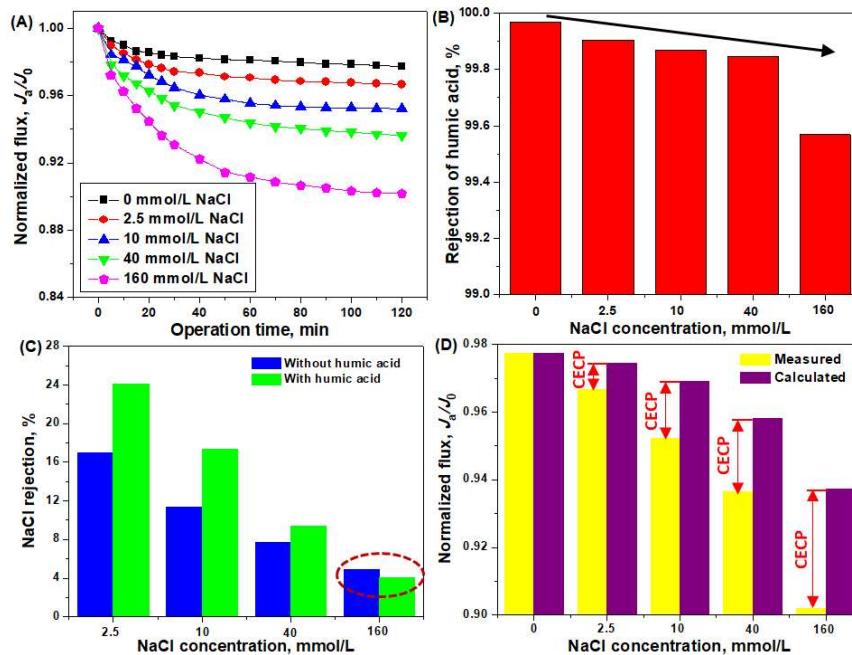 (A)
Normalized flux, Ja/J0
1.00
0.96
0.92
0.88
0.84
0 mmol/L NaCl
2.5 mmol/L NaCl
10 mmol/L NaCl
40 mmol/L NaCl
160 mmol/L NaCl
0 20 40 60 80 100 120
Operation time, min
(B)
Rejection of humic acid, %
100.0
99.8
99.6
99.4
99.2
99.0
0 2.5 10 40 160
NaCl concentration, mmol/L
(C)
NaCl rejection, %
28
24
20
16
12
8
4
0
Without humic acid
With humic acid
2.5 10 40 160
NaCl concentration, mmol/L
(D)
Normalized flux, Ja/J0
0.98
0.96
0.94
0.92
0.90
Measured
Calculated
CECP
CECP
CECP
CECP
0 2.5 10 40 160
NaCl concentration, mmol/L